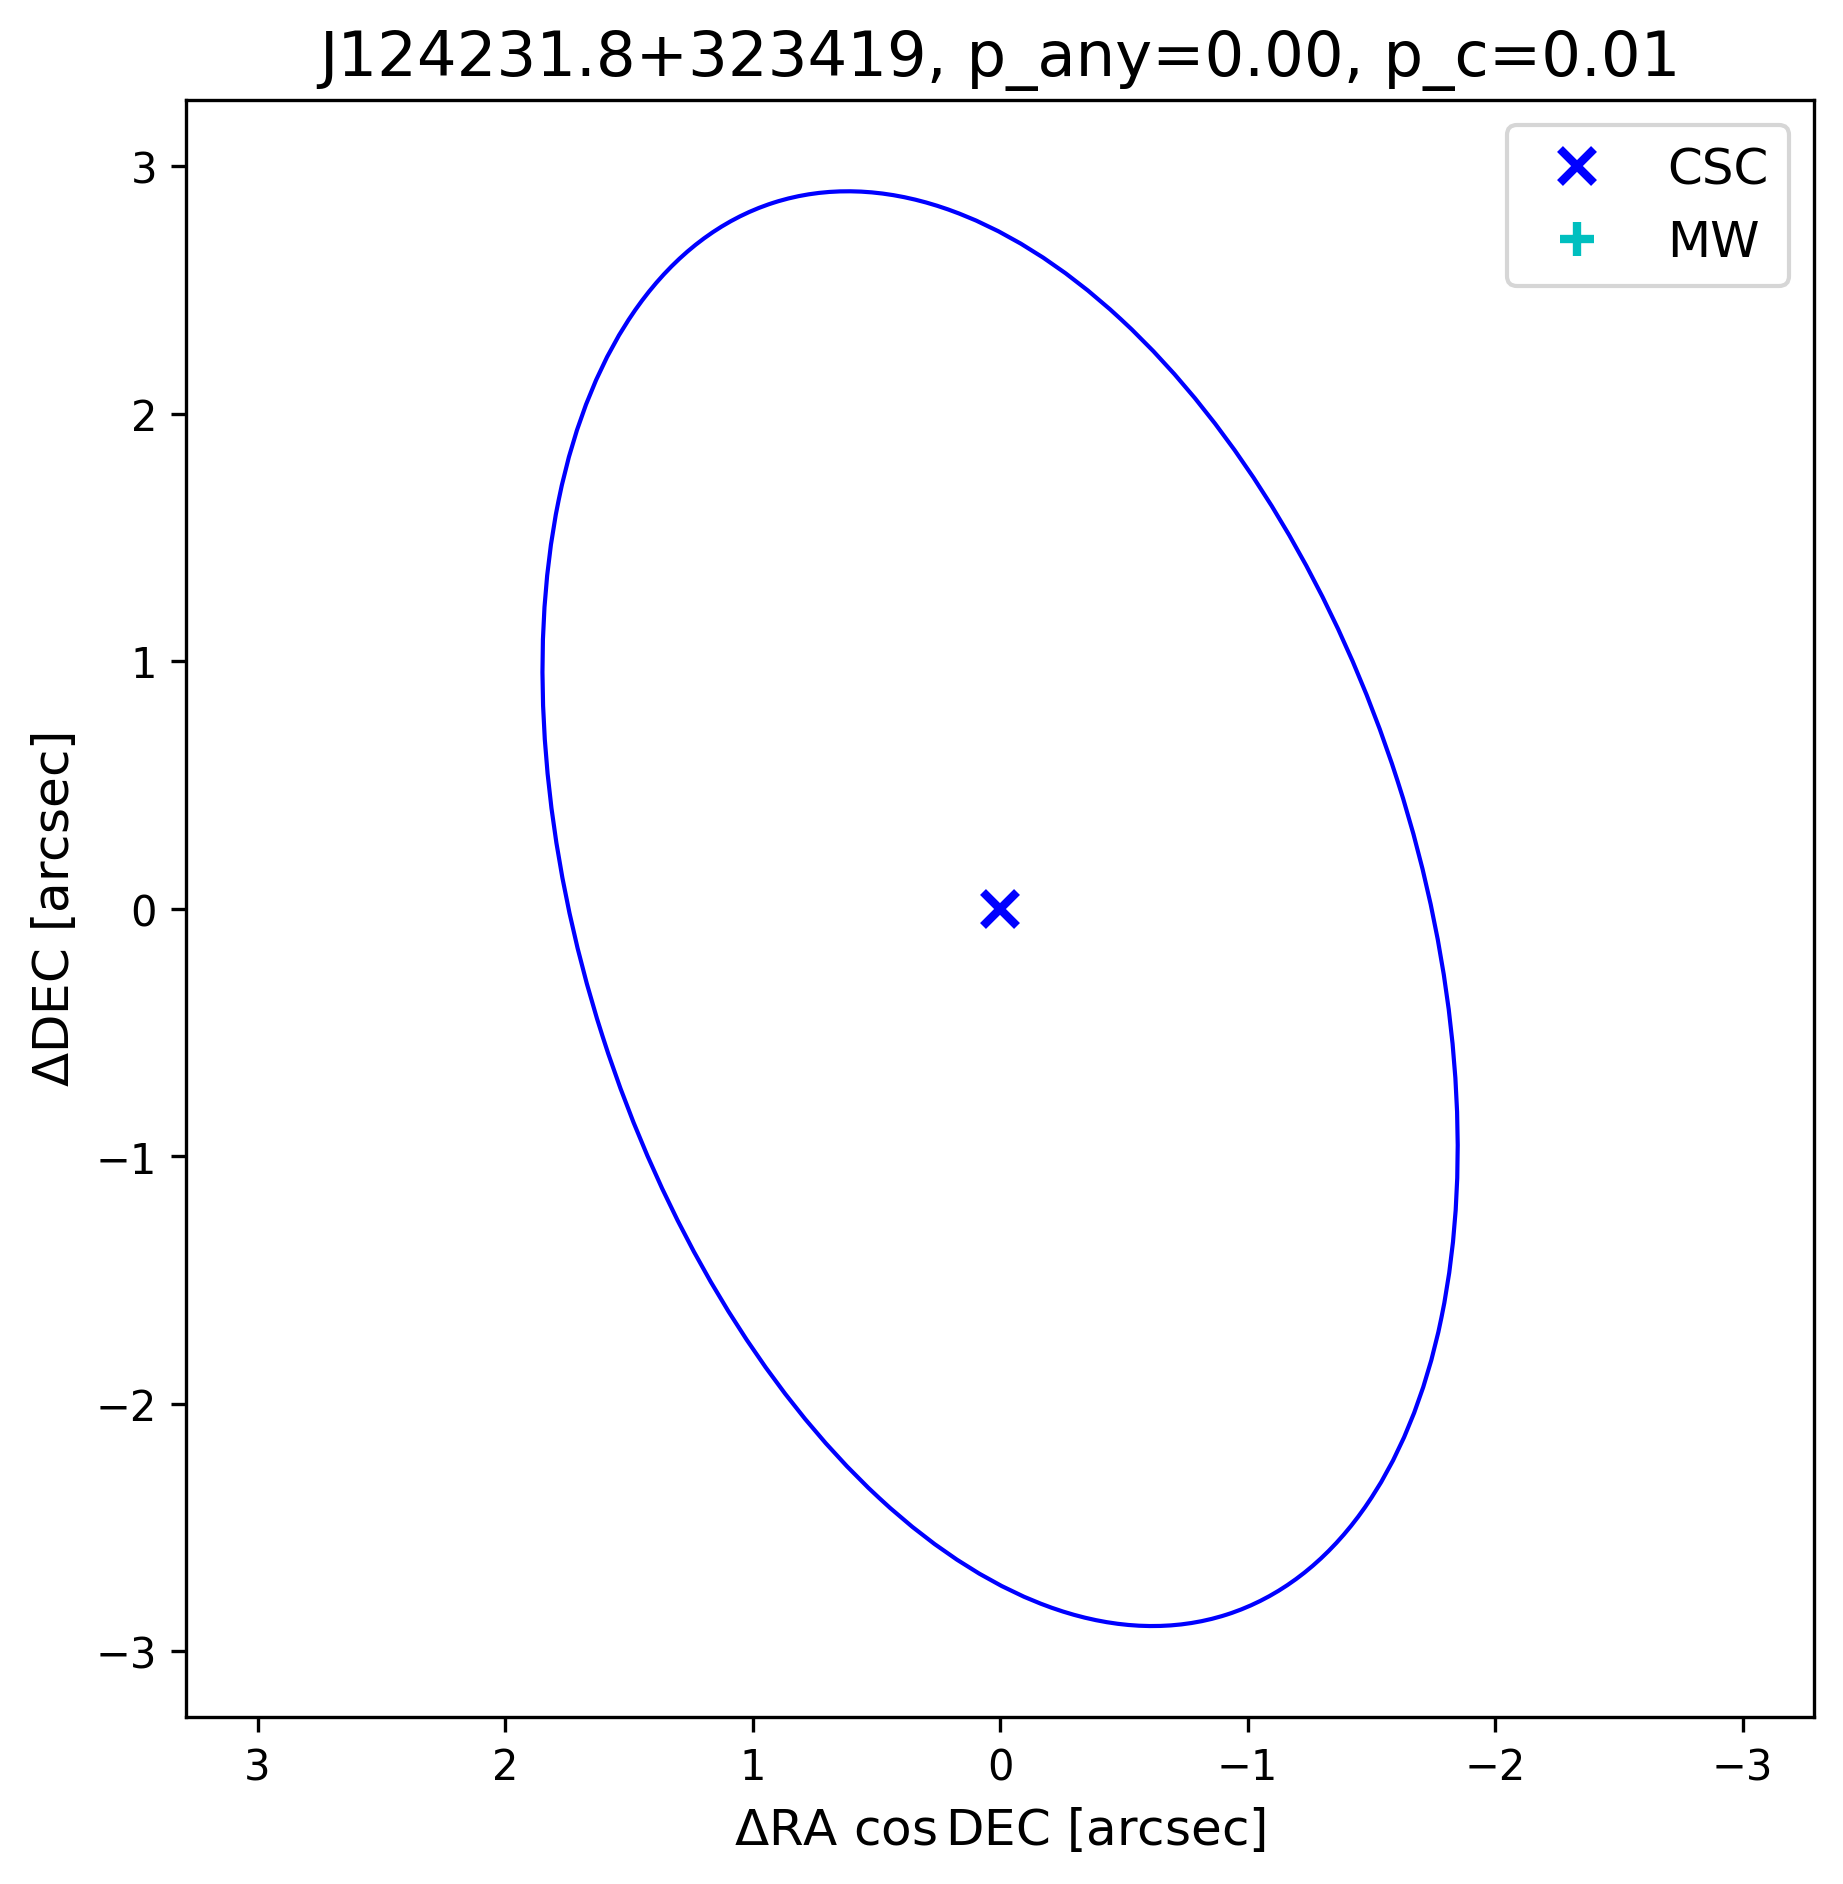 J124231.8+323419, p_any=0.00, p_c=0.01
CSC
MW
3
2
1
0
−1
−2
−3
ΔDEC [arcsec]
3 2 1 0 −1 −2 −3
ΔRA cos DEC [arcsec]